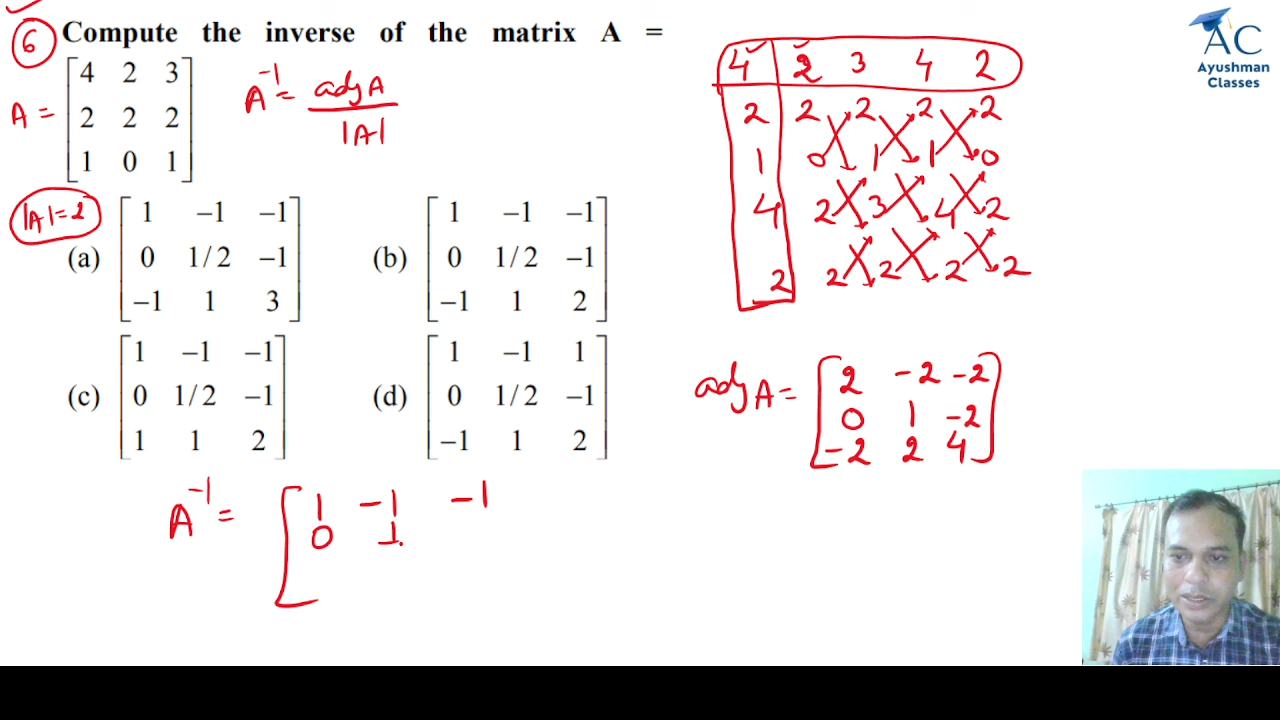 6 Compute the inverse of the matrix A =
A = [4 2 3
2 2 2
1 0 1]
A⁻¹ = adj A / |A|
|A| = 2
(a) [1 −1 −1
0 1/2 −1
−1 1 3]
(b) [1 −1 −1
0 1/2 −1
−1 1 2]
(c) [1 −1 −1
0 1/2 −1
1 1 2]
(d) [1 −1 1
0 1/2 −1
−1 1 2]
A⁻¹ = [1 −1 −1
0 1
4 2 3 4 2
2 2 2 2 2
1 0 1 1 0
4 2 3 4 2
2 2 2 2 2
adj A = [2 −2 −2
0 1 −2
−2 2 4]
AC
Ayushman
Classes